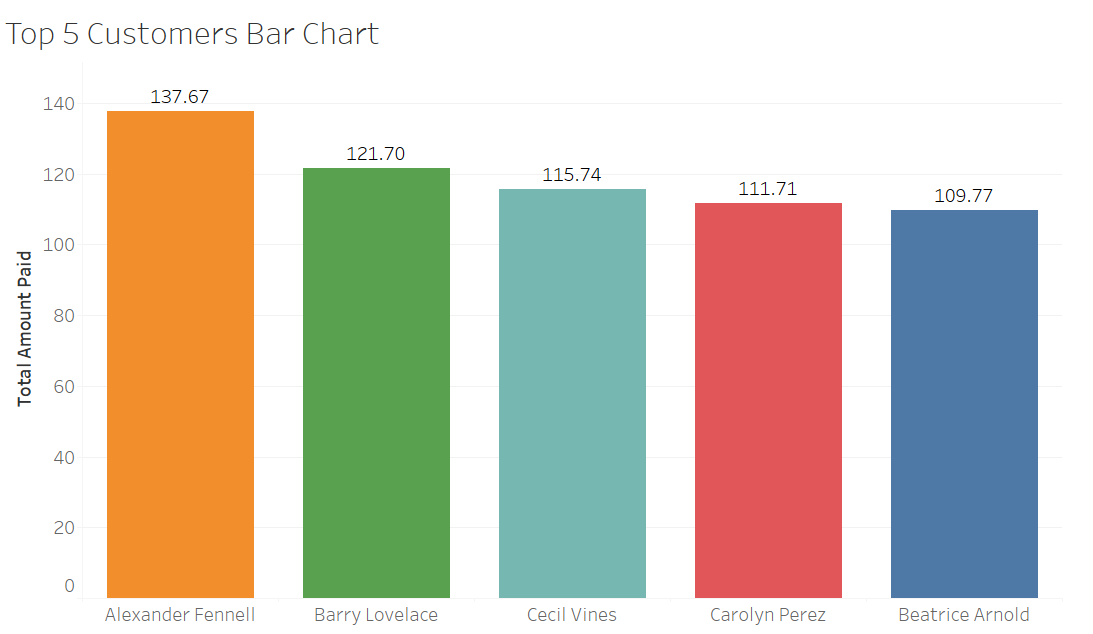 Top 5 Customers Bar Chart
Total Amount Paid
140
120
100
80
60
40
20
0
137.67
121.70
115.74
111.71
109.77
Alexander Fennell
Barry Lovelace
Cecil Vines
Carolyn Perez
Beatrice Arnold